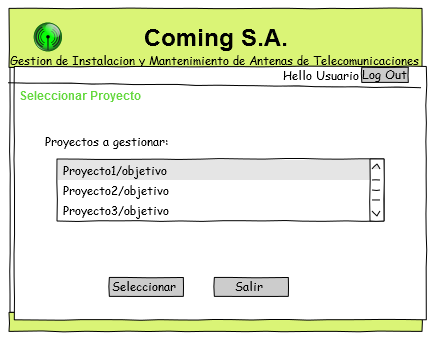 Coming S.A.
Gestion de Instalacion y Mantenimiento de Antenas de Telecomunicaciones
Hello Usuario Log Out
Seleccionar Proyecto
Proyectos a gestionar:
Proyecto1/objetivo
Proyecto2/objetivo
Proyecto3/objetivo
Seleccionar Salir